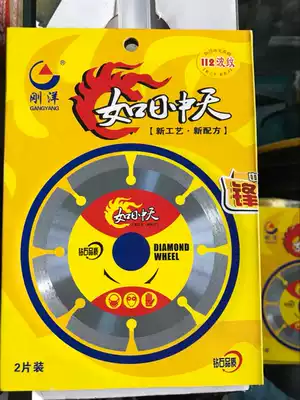 112波纹
刚洋
GANGYANG
如日中天
【新工艺·新配方】
锋
如日中天
钻石品质
DIAMOND
WHEEL
2片装
钻石品质